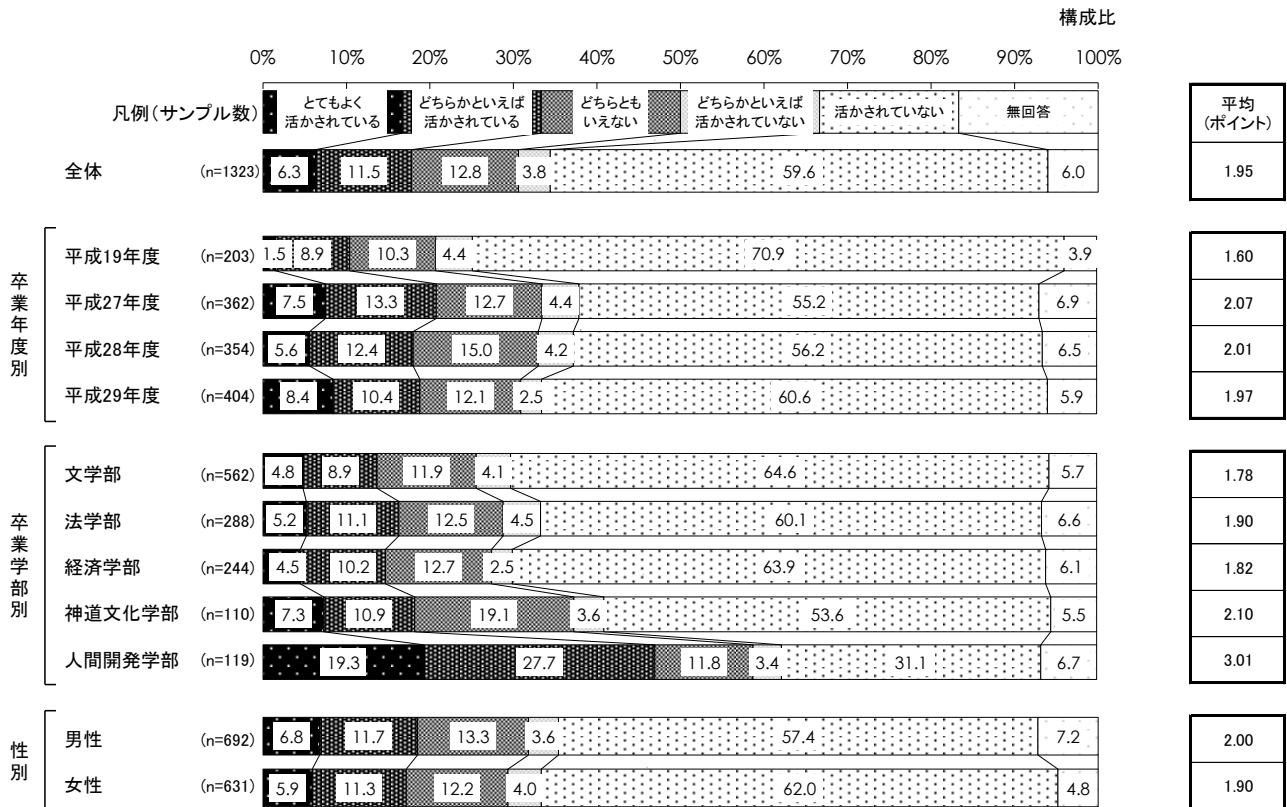 構成比
0% 10% 20% 30% 40% 50% 60% 70% 80% 90% 100%
凡例(サンプル数)
とてもよく
活かされている
どちらかといえば
活かされている
どちらとも
いえない
どちらかといえば
活かされていない
活かされていない
無回答
平均
(ポイント)
全体 (n=1323) 6.3 11.5 12.8 3.8 59.6 6.0 1.95
卒業年度別
平成19年度 (n=203) 1.5 8.9 10.3 4.4 70.9 3.9 1.60
平成27年度 (n=362) 7.5 13.3 12.7 4.4 55.2 6.9 2.07
平成28年度 (n=354) 5.6 12.4 15.0 4.2 56.2 6.5 2.01
平成29年度 (n=404) 8.4 10.4 12.1 2.5 60.6 5.9 1.97
卒業学部別
文学部 (n=562) 4.8 8.9 11.9 4.1 64.6 5.7 1.78
法学部 (n=288) 5.2 11.1 12.5 4.5 60.1 6.6 1.90
経済学部 (n=244) 4.5 10.2 12.7 2.5 63.9 6.1 1.82
神道文化学部 (n=110) 7.3 10.9 19.1 3.6 53.6 5.5 2.10
人間開発学部 (n=119) 19.3 27.7 11.8 3.4 31.1 6.7 3.01
性別
男性 (n=692) 6.8 11.7 13.3 3.6 57.4 7.2 2.00
女性 (n=631) 5.9 11.3 12.2 4.0 62.0 4.8 1.90